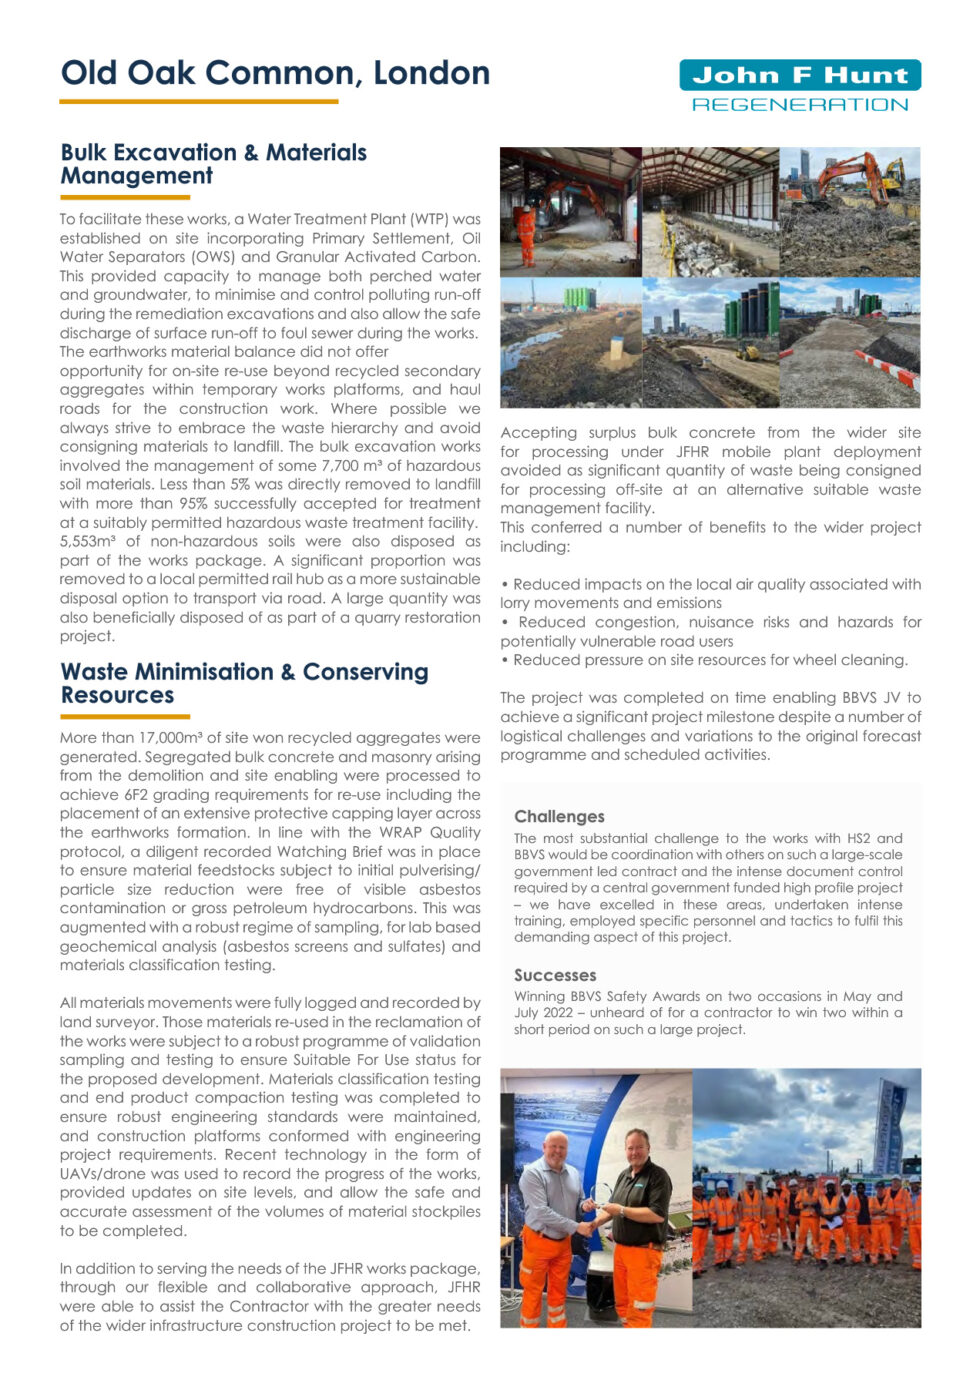 Old Oak Common, London
John F Hunt
REGENERATION
Bulk Excavation & Materials
Management
To facilitate these works, a Water Treatment Plant (WTP) was
established on site incorporating Primary Settlement, Oil
Water Separators (OWS) and Granular Activated Carbon.
This provided capacity to manage both perched water
and groundwater, to minimise and control polluting run-off
during the remediation excavations and also allow the safe
discharge of surface run-off to foul sewer during the works.
The earthworks material balance did not offer
opportunity for on-site re-use beyond recycled secondary
aggregates within temporary works platforms, and haul
roads for the construction work. Where possible we
always strive to embrace the waste hierarchy and avoid
consigning materials to landfill. The bulk excavation works
involved the management of some 7,700 m³ of hazardous
soil materials. Less than 5% was directly removed to landfill
with more than 95% successfully accepted for treatment
at a suitably permitted hazardous waste treatment facility.
5,553m³ of non-hazardous soils were also disposed as
part of the works package. A significant proportion was
removed to a local permitted rail hub as a more sustainable
disposal option to transport via road. A large quantity was
also beneficially disposed of as part of a quarry restoration
project.
Waste Minimisation & Conserving
Resources
More than 17,000m³ of site won recycled aggregates were
generated. Segregated bulk concrete and masonry arising
from the demolition and site enabling were processed to
achieve 6F2 grading requirements for re-use including the
placement of an extensive protective capping layer across
the earthworks formation. In line with the WRAP Quality
protocol, a diligent recorded Watching Brief was in place
to ensure material feedstocks subject to initial pulverising/
particle size reduction were free of visible asbestos
contamination or gross petroleum hydrocarbons. This was
augmented with a robust regime of sampling, for lab based
geochemical analysis (asbestos screens and sulfates) and
materials classification testing.
All materials movements were fully logged and recorded by
land surveyor. Those materials re-used in the reclamation of
the works were subject to a robust programme of validation
sampling and testing to ensure Suitable For Use status for
the proposed development. Materials classification testing
and end product compaction testing was completed to
ensure robust engineering standards were maintained,
and construction platforms conformed with engineering
project requirements. Recent technology in the form of
UAVs/drone was used to record the progress of the works,
provided updates on site levels, and allow the safe and
accurate assessment of the volumes of material stockpiles
to be completed.
In addition to serving the needs of the JFHR works package,
through our flexible and collaborative approach, JFHR
were able to assist the Contractor with the greater needs
of the wider infrastructure construction project to be met.
Accepting surplus bulk concrete from the wider site
for processing under JFHR mobile plant deployment
avoided as significant quantity of waste being consigned
for processing off-site at an alternative suitable waste
management facility.
This conferred a number of benefits to the wider project
including:
• Reduced impacts on the local air quality associated with
lorry movements and emissions
• Reduced congestion, nuisance risks and hazards for
potentially vulnerable road users
• Reduced pressure on site resources for wheel cleaning.
The project was completed on time enabling BBVS JV to
achieve a significant project milestone despite a number of
logistical challenges and variations to the original forecast
programme and scheduled activities.
Challenges
The most substantial challenge to the works with HS2 and
BBVS would be coordination with others on such a large-scale
government led contract and the intense document control
required by a central government funded high profile project
– we have excelled in these areas, undertaken intense
training, employed specific personnel and tactics to fulfil this
demanding aspect of this project.
Successes
Winning BBVS Safety Awards on two occasions in May and
July 2022 – unheard of for a contractor to win two within a
short period on such a large project.